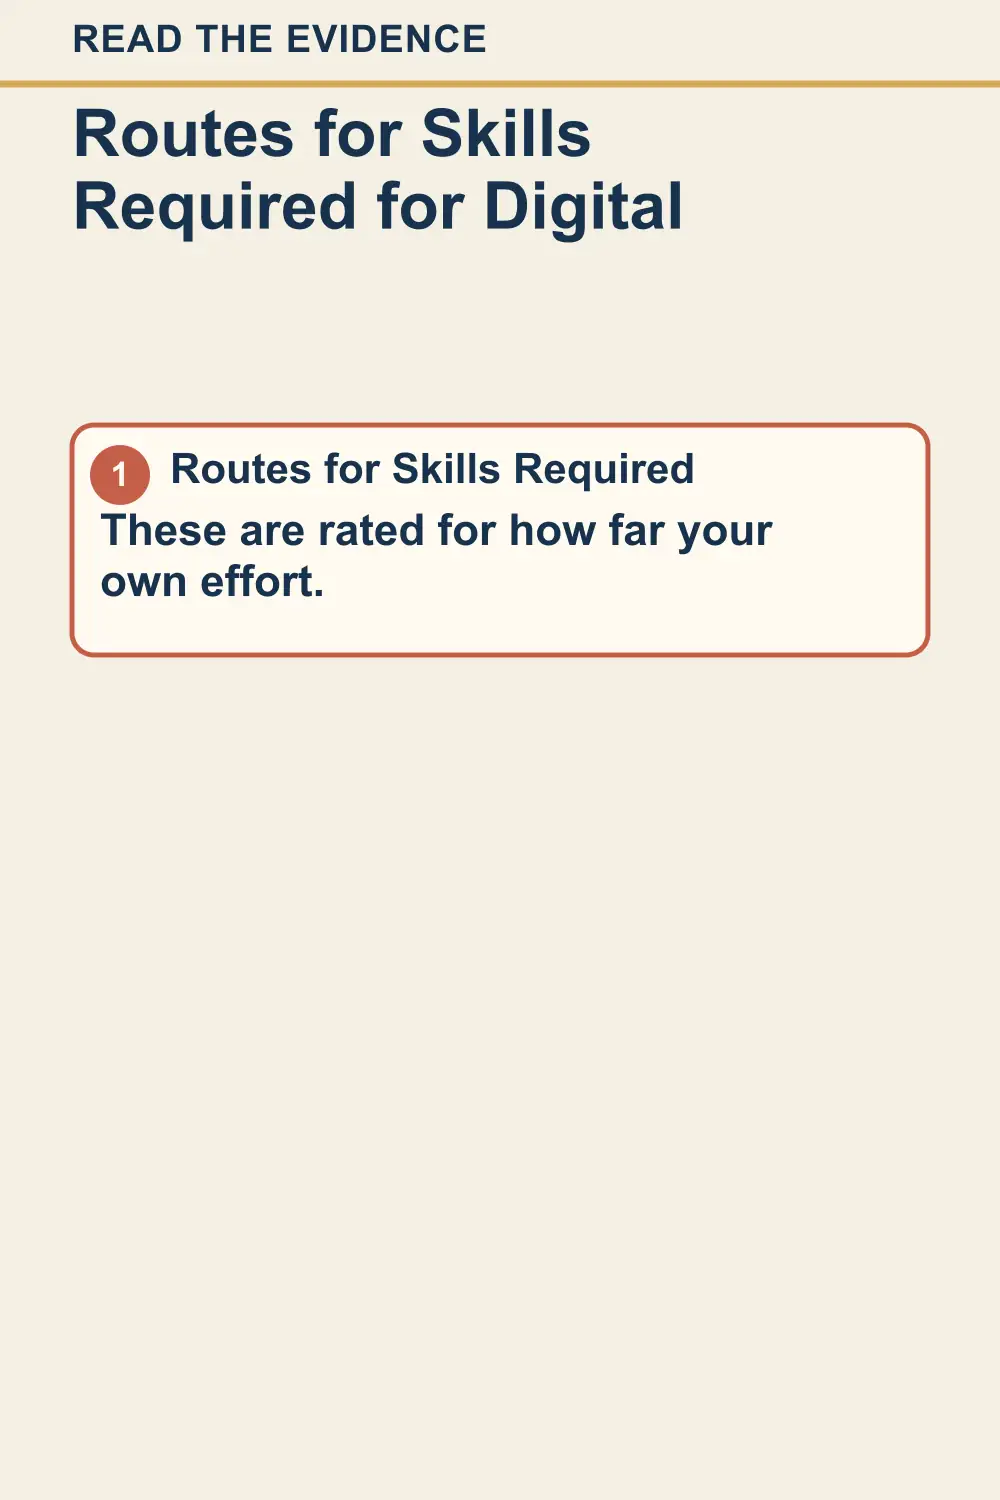 READ THE EVIDENCE
Routes for Skills
Required for Digital
1 Routes for Skills Required
These are rated for how far your
own effort.